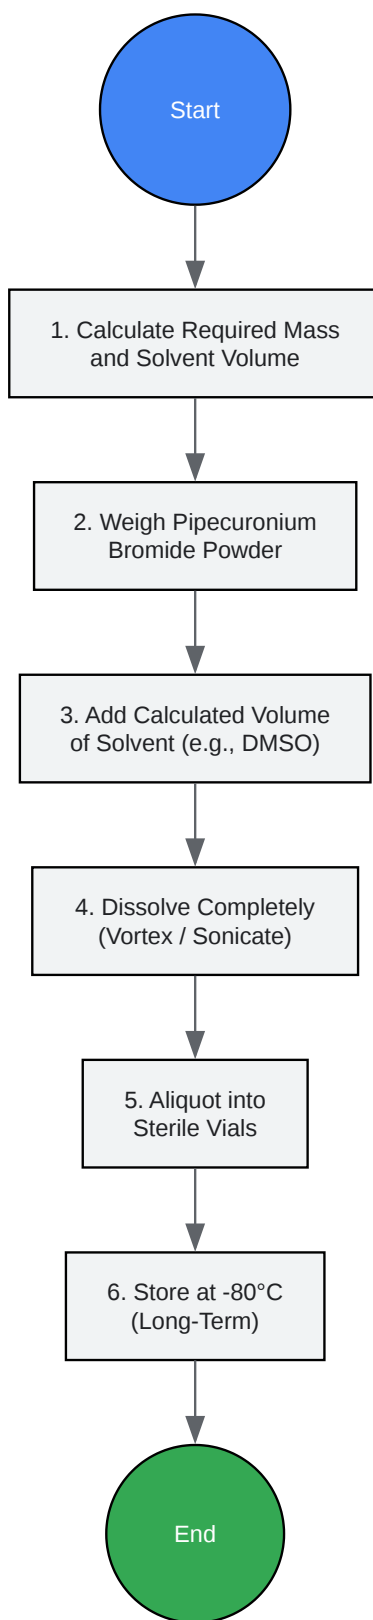 Start
1. Calculate Required Mass
and Solvent Volume
2. Weigh Pipecuronium
Bromide Powder
3. Add Calculated Volume
of Solvent (e.g., DMSO)
4. Dissolve Completely
(Vortex / Sonicate)
5. Aliquot into
Sterile Vials
6. Store at -80°C
(Long-Term)
End